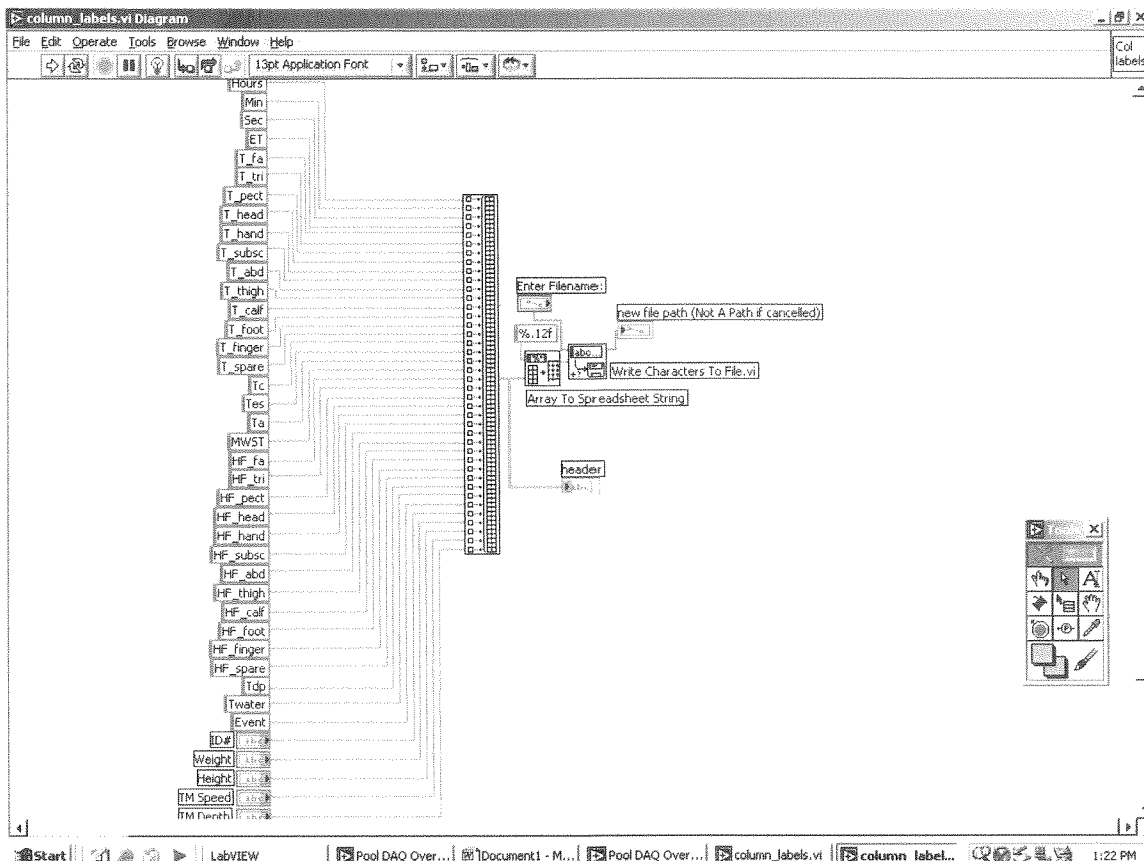 column_labels.vi Diagram
File Edit Operate Tools Browse Window Help
Col labels
13pt Application Font
Hours
Min
Sec
ET
T_fa
T_tri
T_pect
T_head
T_hand
T_subsc
T_abd
T_thigh
T_calf
T_foot
T_finger
T_spare
Tc
Tes
Ta
MWST
HF_fa
HF_tri
HF_pect
HF_head
HF_hand
HF_subsc
HF_abd
HF_thigh
HF_calf
HF_foot
HF_finger
HF_spare
Tdp
Twater
Event
ID#
Weight
Height
TM Speed
TM Depth
Enter Filename:
%.12f
new file path (Not A Path if cancelled)
Write Characters To File.vi
Array To Spreadsheet String
header
Start LabVIEW Pool DAQ Over... Document1 - M... Pool DAQ Over... column_labels.vi column_label... 1:22 PM